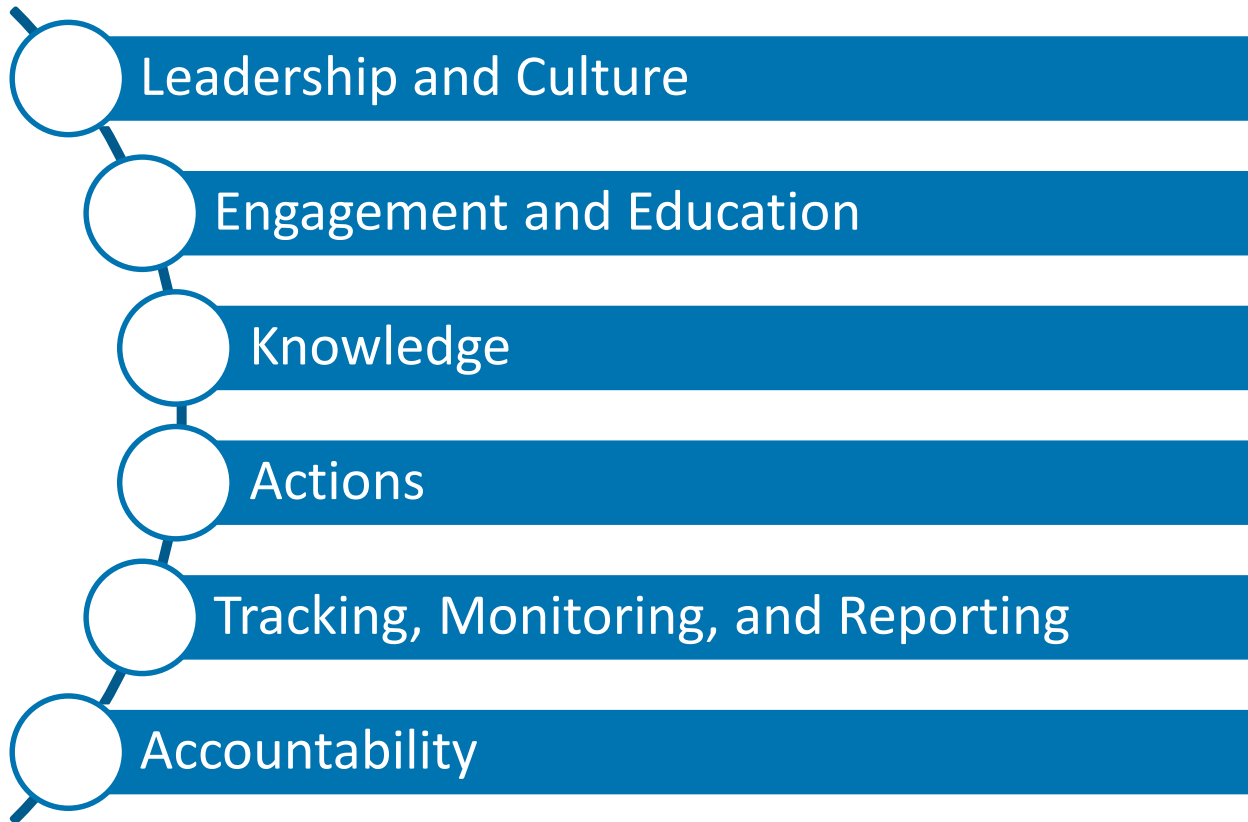 Leadership and Culture
Engagement and Education
Knowledge
Actions
Tracking, Monitoring, and Reporting
Accountability